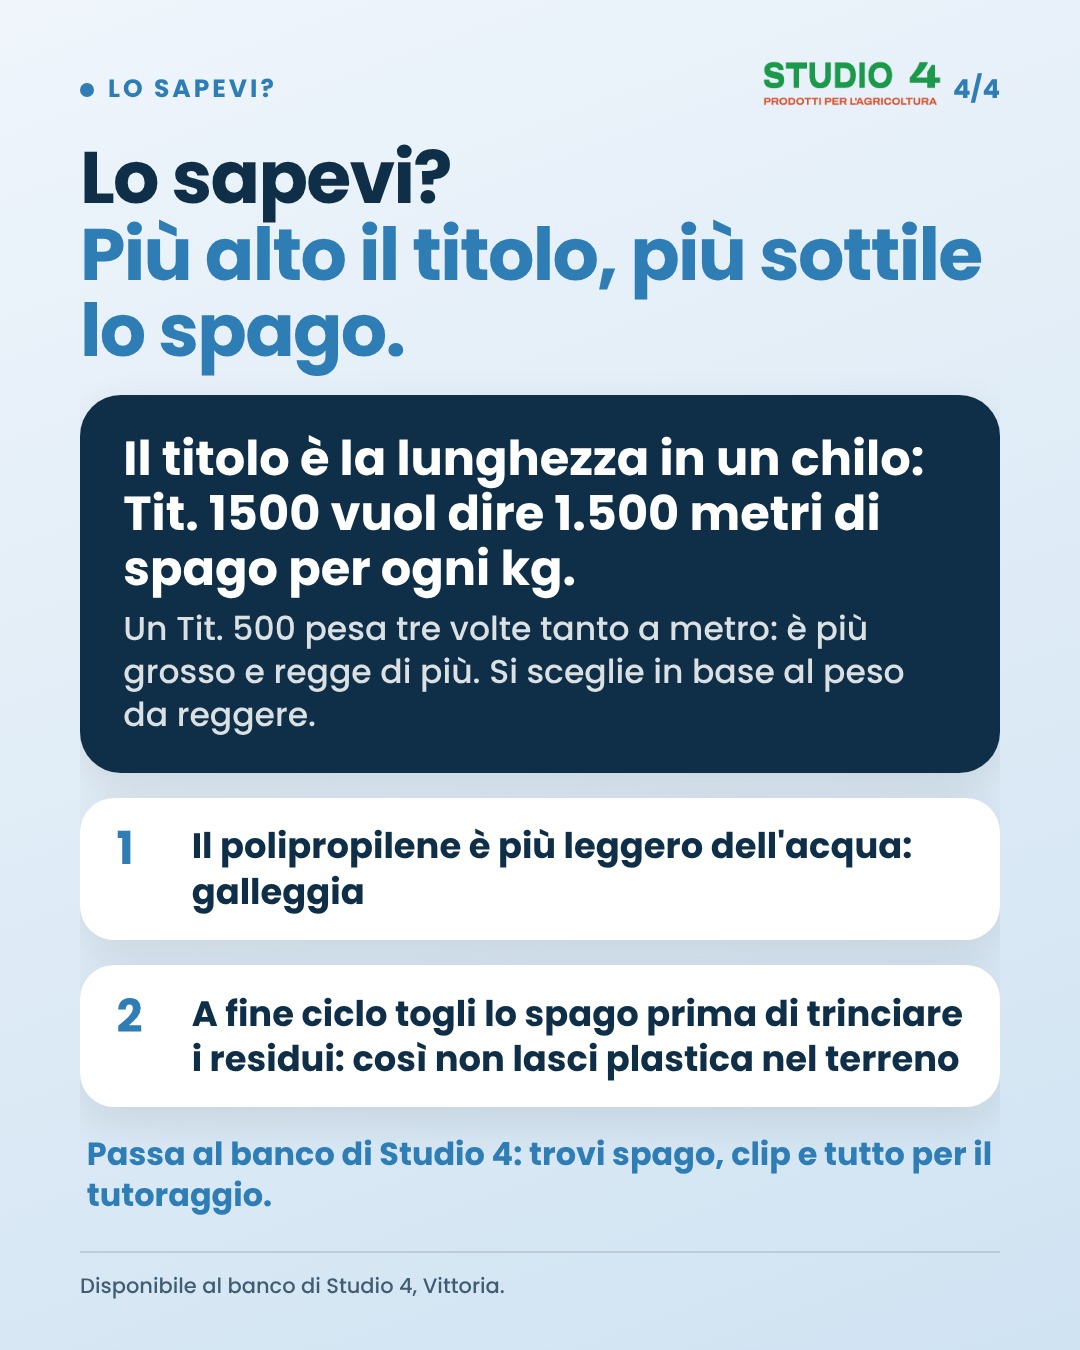 LO SAPEVI?
STUDIO 4
PRODOTTI PER L'AGRICOLTURA
4/4
Lo sapevi?
Più alto il titolo, più sottile
lo spago.
Il titolo è la lunghezza in un chilo:
Tit. 1500 vuol dire 1.500 metri di
spago per ogni kg.
Un Tit. 500 pesa tre volte tanto a metro: è più
grosso e regge di più. Si sceglie in base al peso
da reggere.
1
Il polipropilene è più leggero dell'acqua:
galleggia
2
A fine ciclo togli lo spago prima di trinciare
i residui: così non lasci plastica nel terreno
Passa al banco di Studio 4: trovi spago, clip e tutto per il
tutoraggio.
Disponibile al banco di Studio 4, Vittoria.